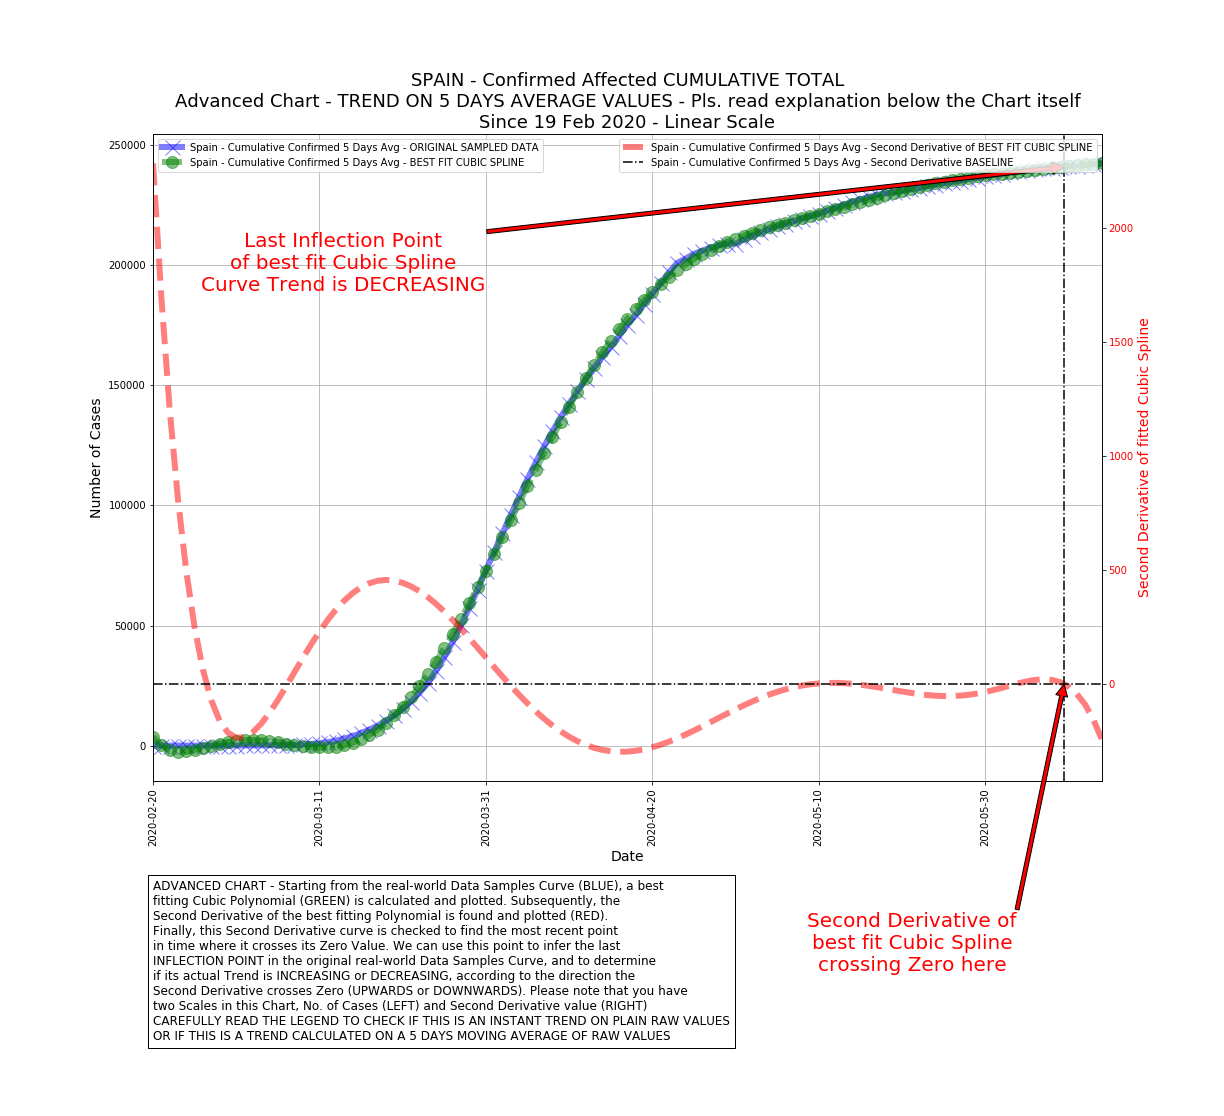 SPAIN - Confirmed Affected CUMULATIVE TOTAL
Advanced Chart - TREND ON 5 DAYS AVERAGE VALUES - Pls. read explanation below the Chart itself
Since 19 Feb 2020 - Linear Scale
Spain - Cumulative Confirmed 5 Days Avg - ORIGINAL SAMPLED DATA
Spain - Cumulative Confirmed 5 Days Avg - BEST FIT CUBIC SPLINE
Spain - Cumulative Confirmed 5 Days Avg - Second Derivative of BEST FIT CUBIC SPLINE
Spain - Cumulative Confirmed 5 Days Avg - Second Derivative BASELINE
Last Inflection Point
of best fit Cubic Spline
Curve Trend is DECREASING
Number of Cases
250000
200000
150000
100000
50000
0
2000
1500
1000
500
0
Second Derivative of fitted Cubic Spline
2020-02-20
2020-03-11
2020-03-31
2020-04-20
2020-05-10
2020-05-30
Date
ADVANCED CHART - Starting from the real-world Data Samples Curve (BLUE), a best
fitting Cubic Polynomial (GREEN) is calculated and plotted. Subsequently, the
Second Derivative of the best fitting Polynomial is found and plotted (RED).
Finally, this Second Derivative curve is checked to find the most recent point
in time where it crosses its Zero Value. We can use this point to infer the last
INFLECTION POINT in the original real-world Data Samples Curve, and to determine
if its actual Trend is INCREASING or DECREASING, according to the direction the
Second Derivative crosses Zero (UPWARDS or DOWNWARDS). Please note that you have
two Scales in this Chart, No. of Cases (LEFT) and Second Derivative value (RIGHT)
CAREFULLY READ THE LEGEND TO CHECK IF THIS IS AN INSTANT TREND ON PLAIN RAW VALUES
OR IF THIS IS A TREND CALCULATED ON A 5 DAYS MOVING AVERAGE OF RAW VALUES
Second Derivative of
best fit Cubic Spline
crossing Zero here